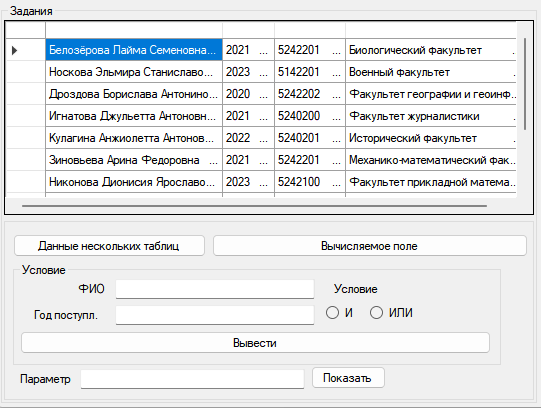 Задания
Белозёрова Лайма Семеновна... 2021 ... 5242201 ... Биологический факультет ...
Носкова Эльмира Станиславо... 2023 ... 5142201 ... Военный факультет ...
Дроздова Борислава Антонино... 2020 ... 5242202 ... Факультет географии и геоинф...
Игнатова Джульетта Антоновн... 2021 ... 5240201 ... Факультет журналистики ...
Кулагина Анжиолетта Антонов... 2022 ... 5240201 ... Исторический факультет ...
Зиновьева Арина Федоровна ... 2021 ... 5242201 ... Механико-математический фак...
Никонова Дионисия Ярославо... 2023 ... 5242100 ... Факультет прикладной матема...
Данные нескольких таблиц Вычисляемое поле
Условие
ФИО Условие
Год поступл. И ИЛИ
Вывести
Параметр Показать